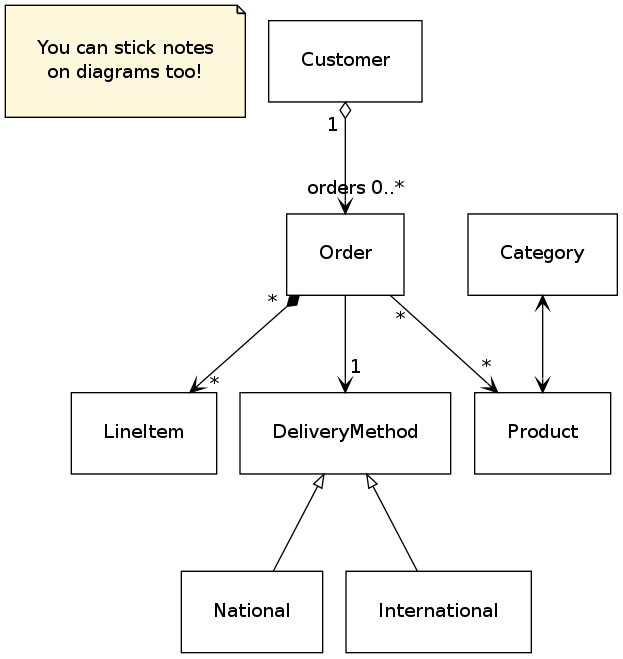 You can stick notes
on diagrams too!
Customer
1
orders 0..*
Order
Category
*
*
1
*
*
LineItem
DeliveryMethod
Product
National
International